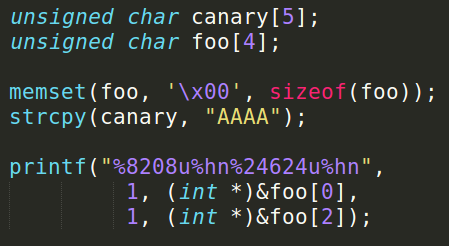 unsigned char canary[5];
unsigned char foo[4];
memset(foo, '\x00', sizeof(foo));
strcpy(canary, "AAAA");
printf("%8208u%hn%24624u%hn",
1, (int *)&foo[0],
1, (int *)&foo[2]);